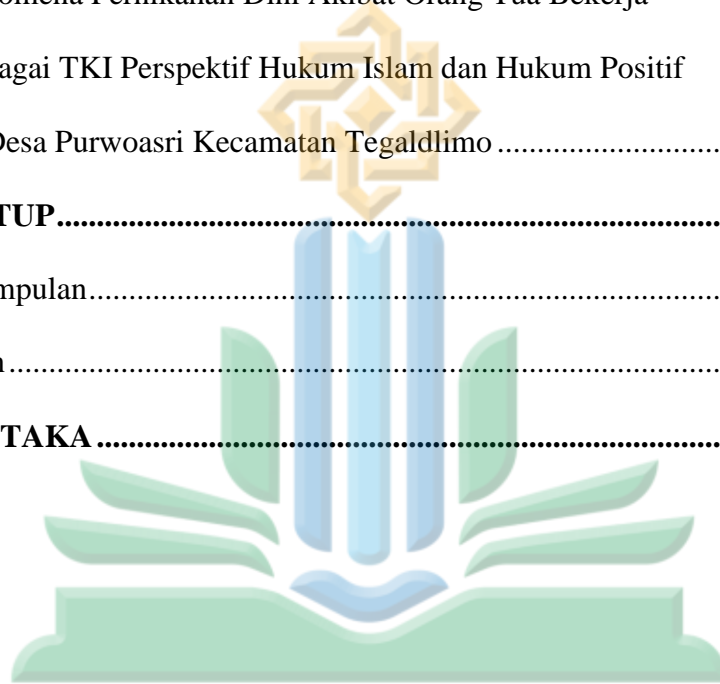 omena Pernikahan Dini Akibat Orang Tua Bekerja
agai TKI Perspektif Hukum Islam dan Hukum Positif
Desa Purwoasri Kecamatan Tegaldlimo ..............................
TUP..............................................................................
mpulan..........................................................................
n ...................................................................................
TAKA ..........................................................................